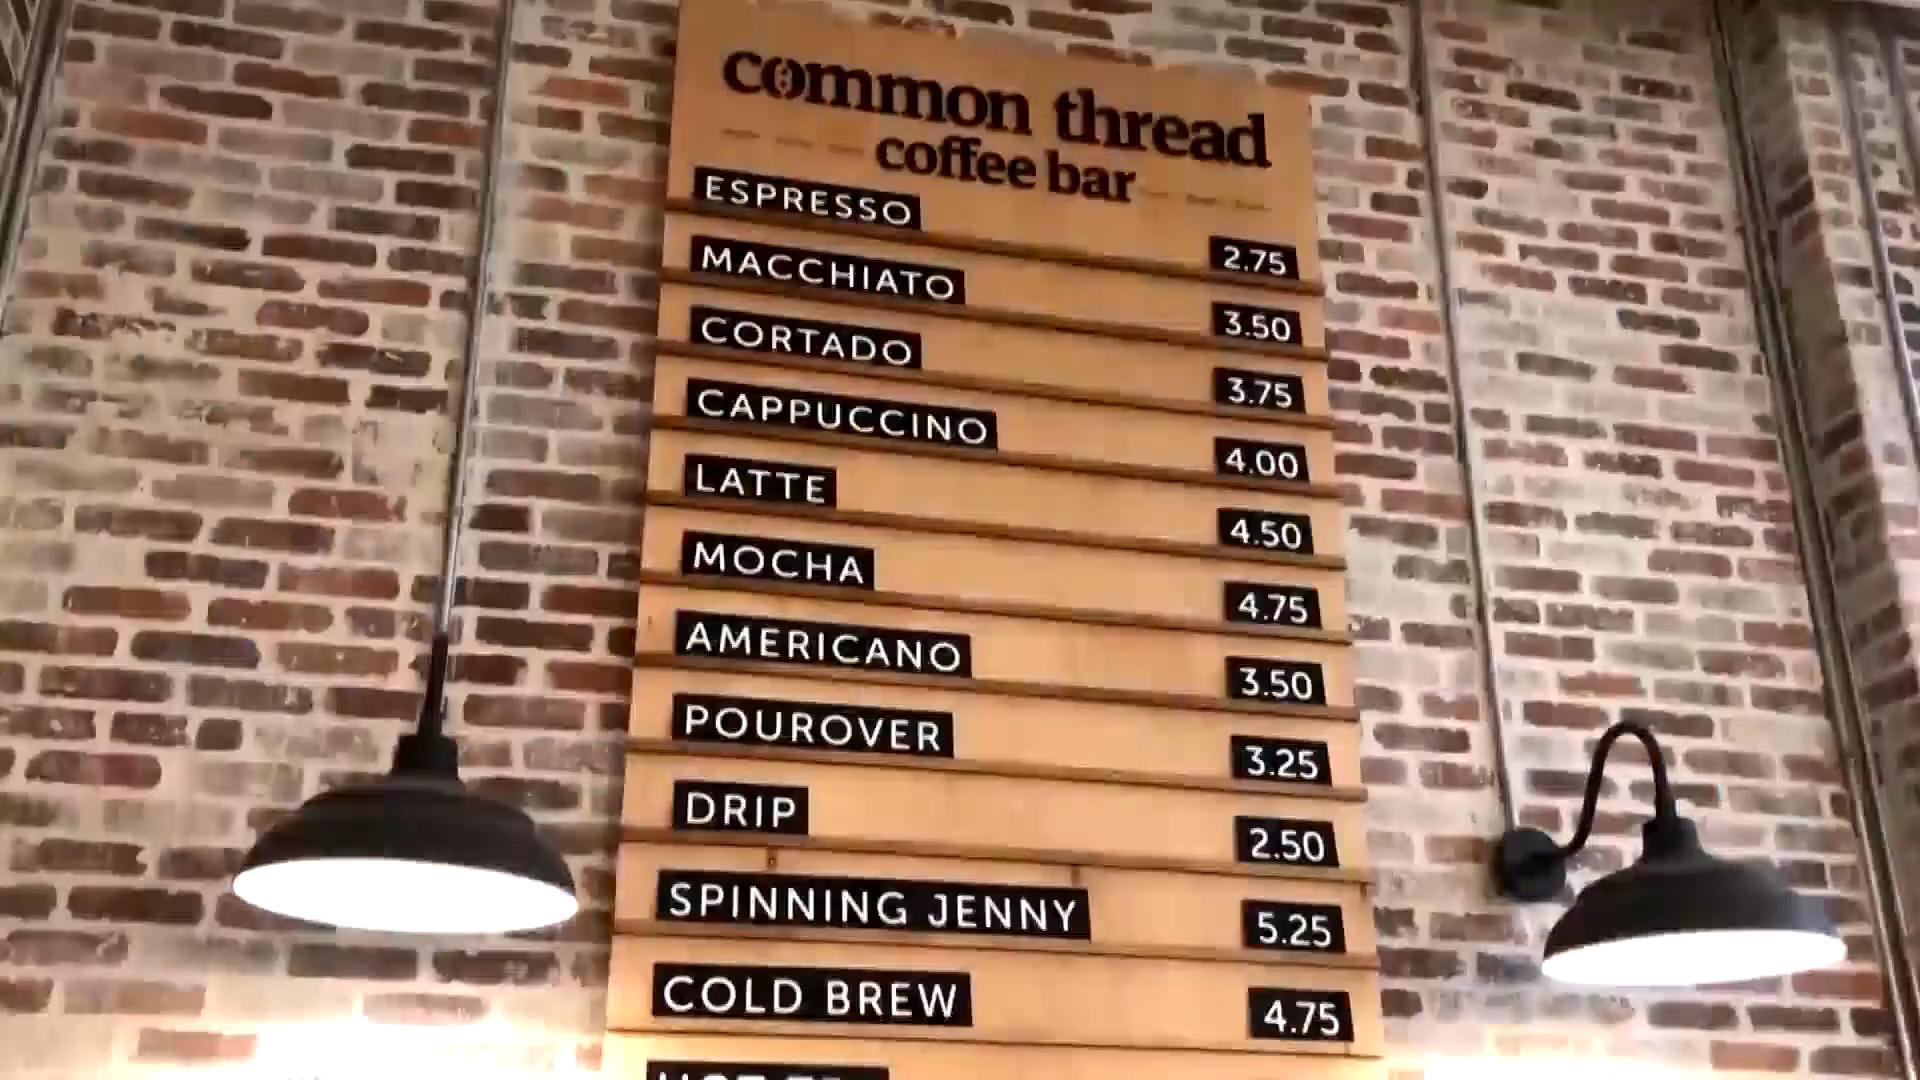 common thread
coffee bar
ESPRESSO 2.75
MACCHIATO 3.50
CORTADO 3.75
CAPPUCCINO 4.00
LATTE 4.50
MOCHA 4.75
AMERICANO 3.50
POUROVER 3.25
DRIP 2.50
SPINNING JENNY 5.25
COLD BREW 4.75